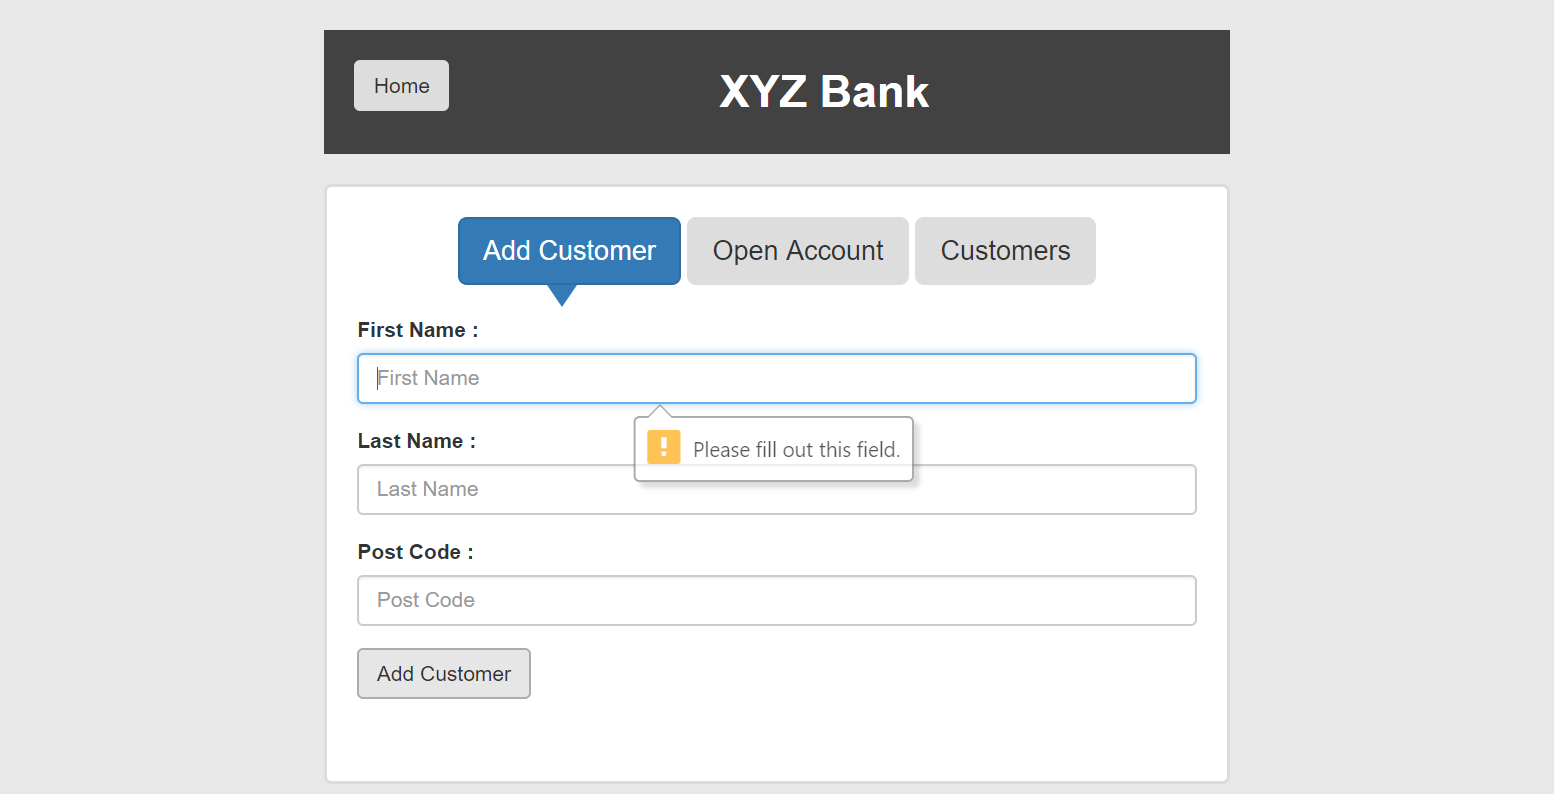 Home
XYZ Bank
Add Customer
Open Account
Customers
First Name :
First Name
Please fill out this field.
Last Name :
Last Name
Post Code :
Post Code
Add Customer